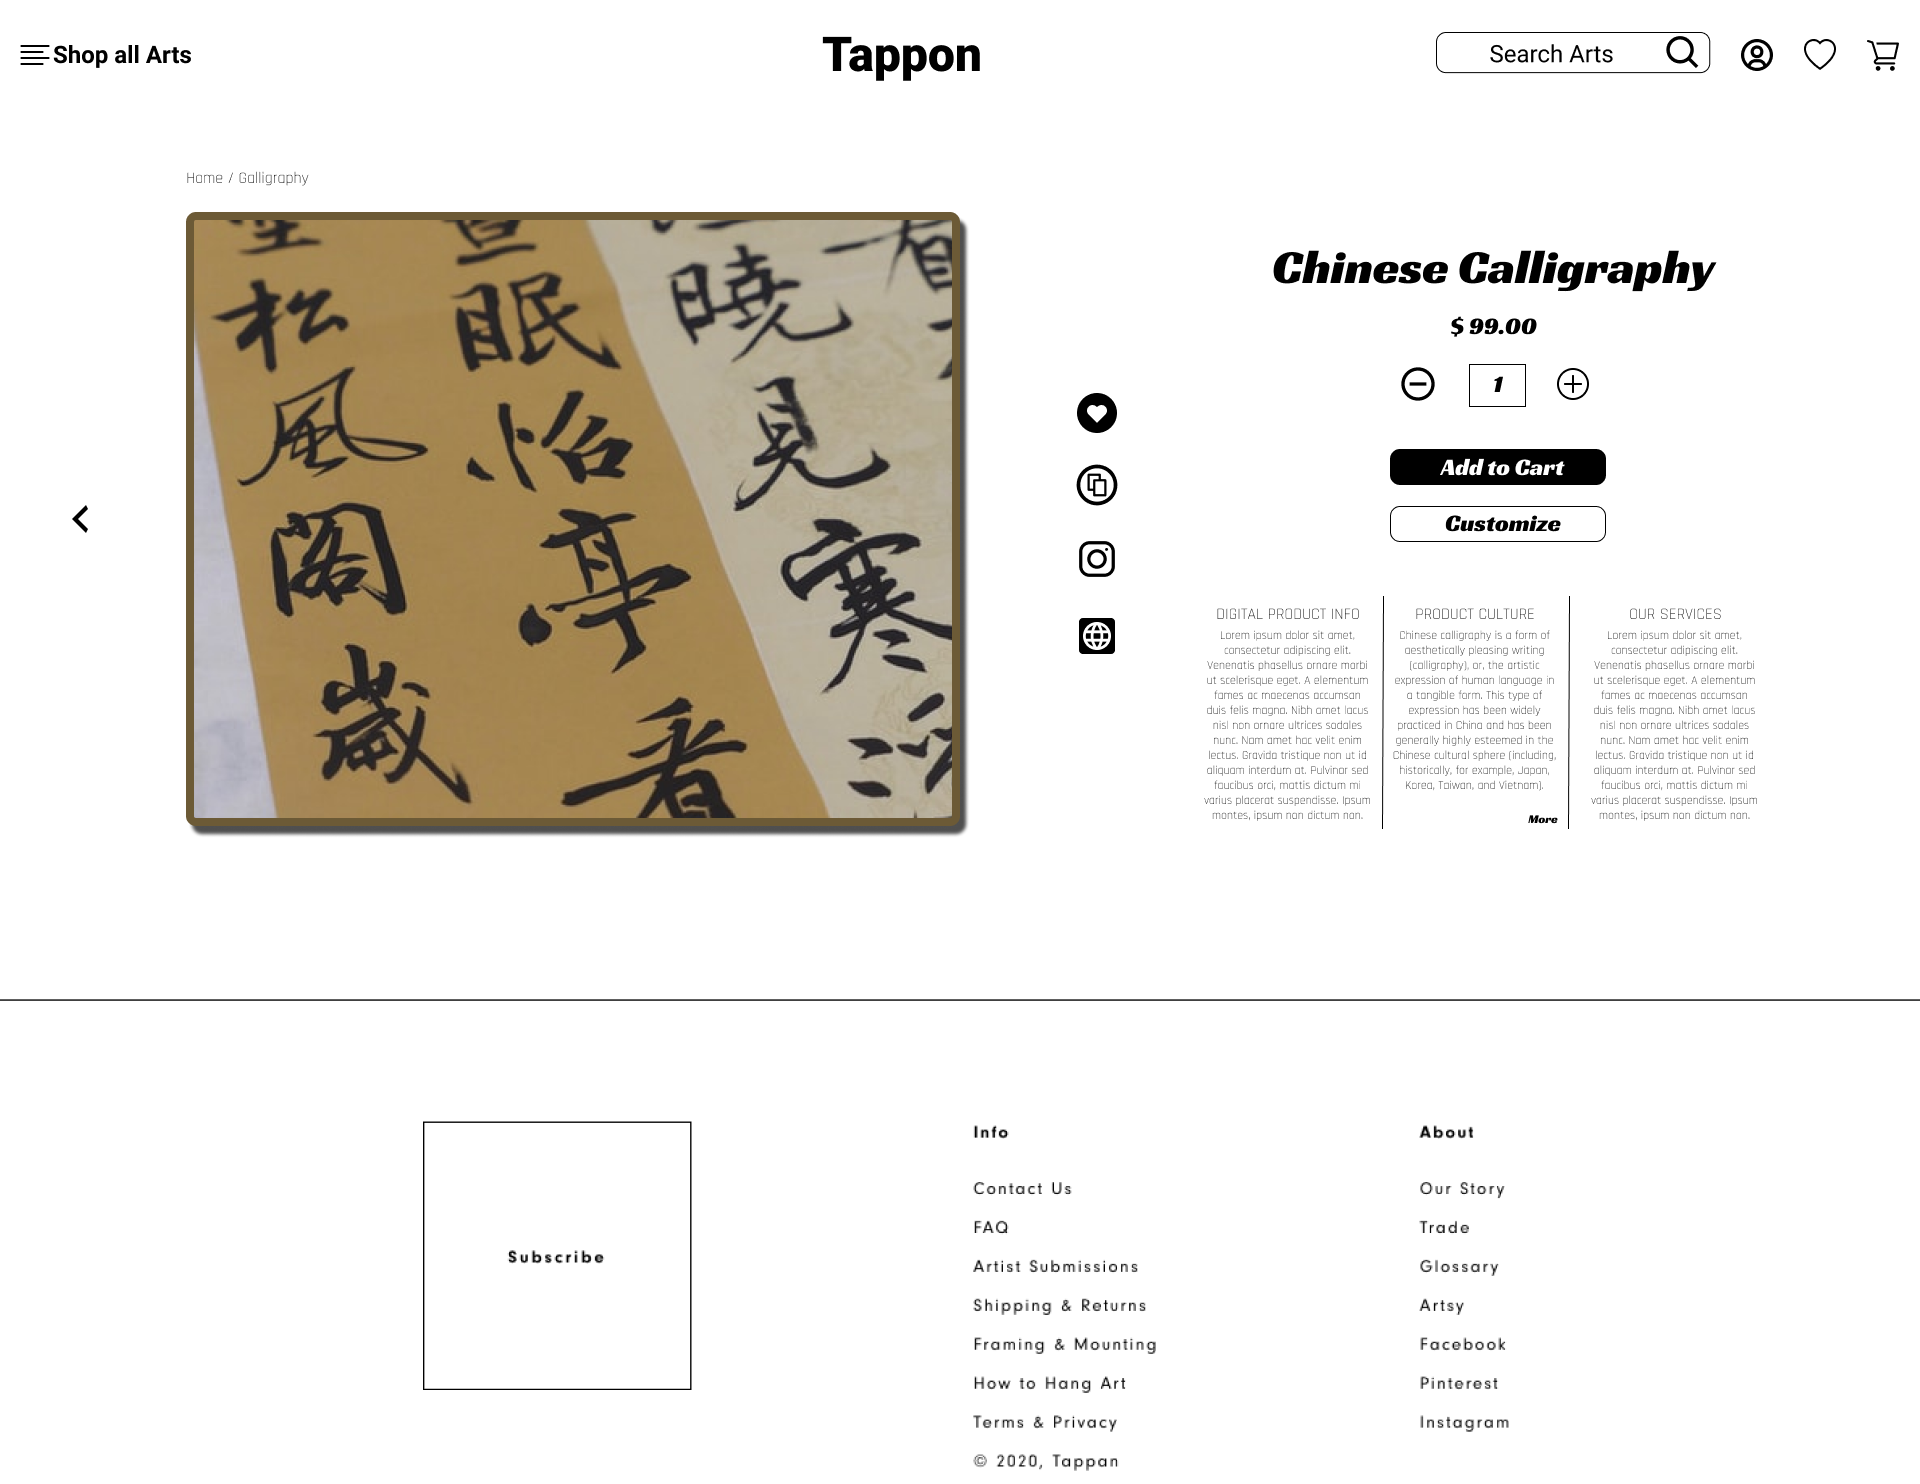 Shop all Arts
Tappon
Search Arts
Home / Galligraphy
松風閣歲
眠怡亭看
曉見寒
Chinese Calligraphy
$ 99.00
1
Add to Cart
Customize
DIGITAL PRODUCT INFO
Lorem ipsum dolor sit amet,
consectetur adipiscing elit.
Venenatis phasellus ornare morbi
ut scelerisque eget. A elementum
fames ac maecenas accumsan
duis felis magna. Nibh amet lacus
nisl non ornare ultrices sodales
nunc. Nam amet hac velit enim
lectus. Gravida tristique non ut id
aliquam interdum at. Pulvinar sed
faucibus orci, mattis dictum mi
varius placerat suspendisse. Ipsum
montes, ipsum non dictum non.
PRODUCT CULTURE
Chinese calligraphy is a form of
aesthetically pleasing writing
(calligraphy), or, the artistic
expression of human language in
a tangible form. This type of
expression has been widely
practiced in China and has been
generally highly esteemed in the
Chinese cultural sphere (including,
historically, for example, Japan,
Korea, Taiwan, and Vietnam).
More
OUR SERVICES
Lorem ipsum dolor sit amet,
consectetur adipiscing elit.
Venenatis phasellus ornare morbi
ut scelerisque eget. A elementum
fames ac maecenas accumsan
duis felis magna. Nibh amet lacus
nisl non ornare ultrices sodales
nunc. Nam amet hac velit enim
lectus. Gravida tristique non ut id
aliquam interdum at. Pulvinar sed
faucibus orci, mattis dictum mi
varius placerat suspendisse. Ipsum
montes, ipsum non dictum non.
Subscribe
Info
Contact Us
FAQ
Artist Submissions
Shipping & Returns
Framing & Mounting
How to Hang Art
Terms & Privacy
© 2020, Tappan
About
Our Story
Trade
Glossary
Artsy
Facebook
Pinterest
Instagram